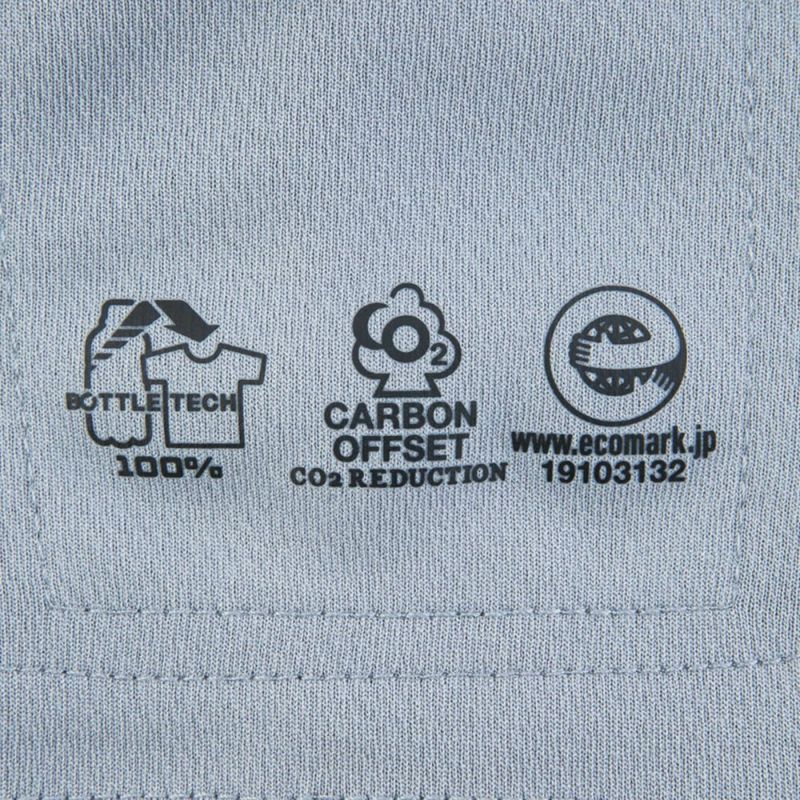 BOTTLE TECH
100%
CO2
CARBON
OFFSET
CO2 REDUCTION
www.ecomark.jp
19103132